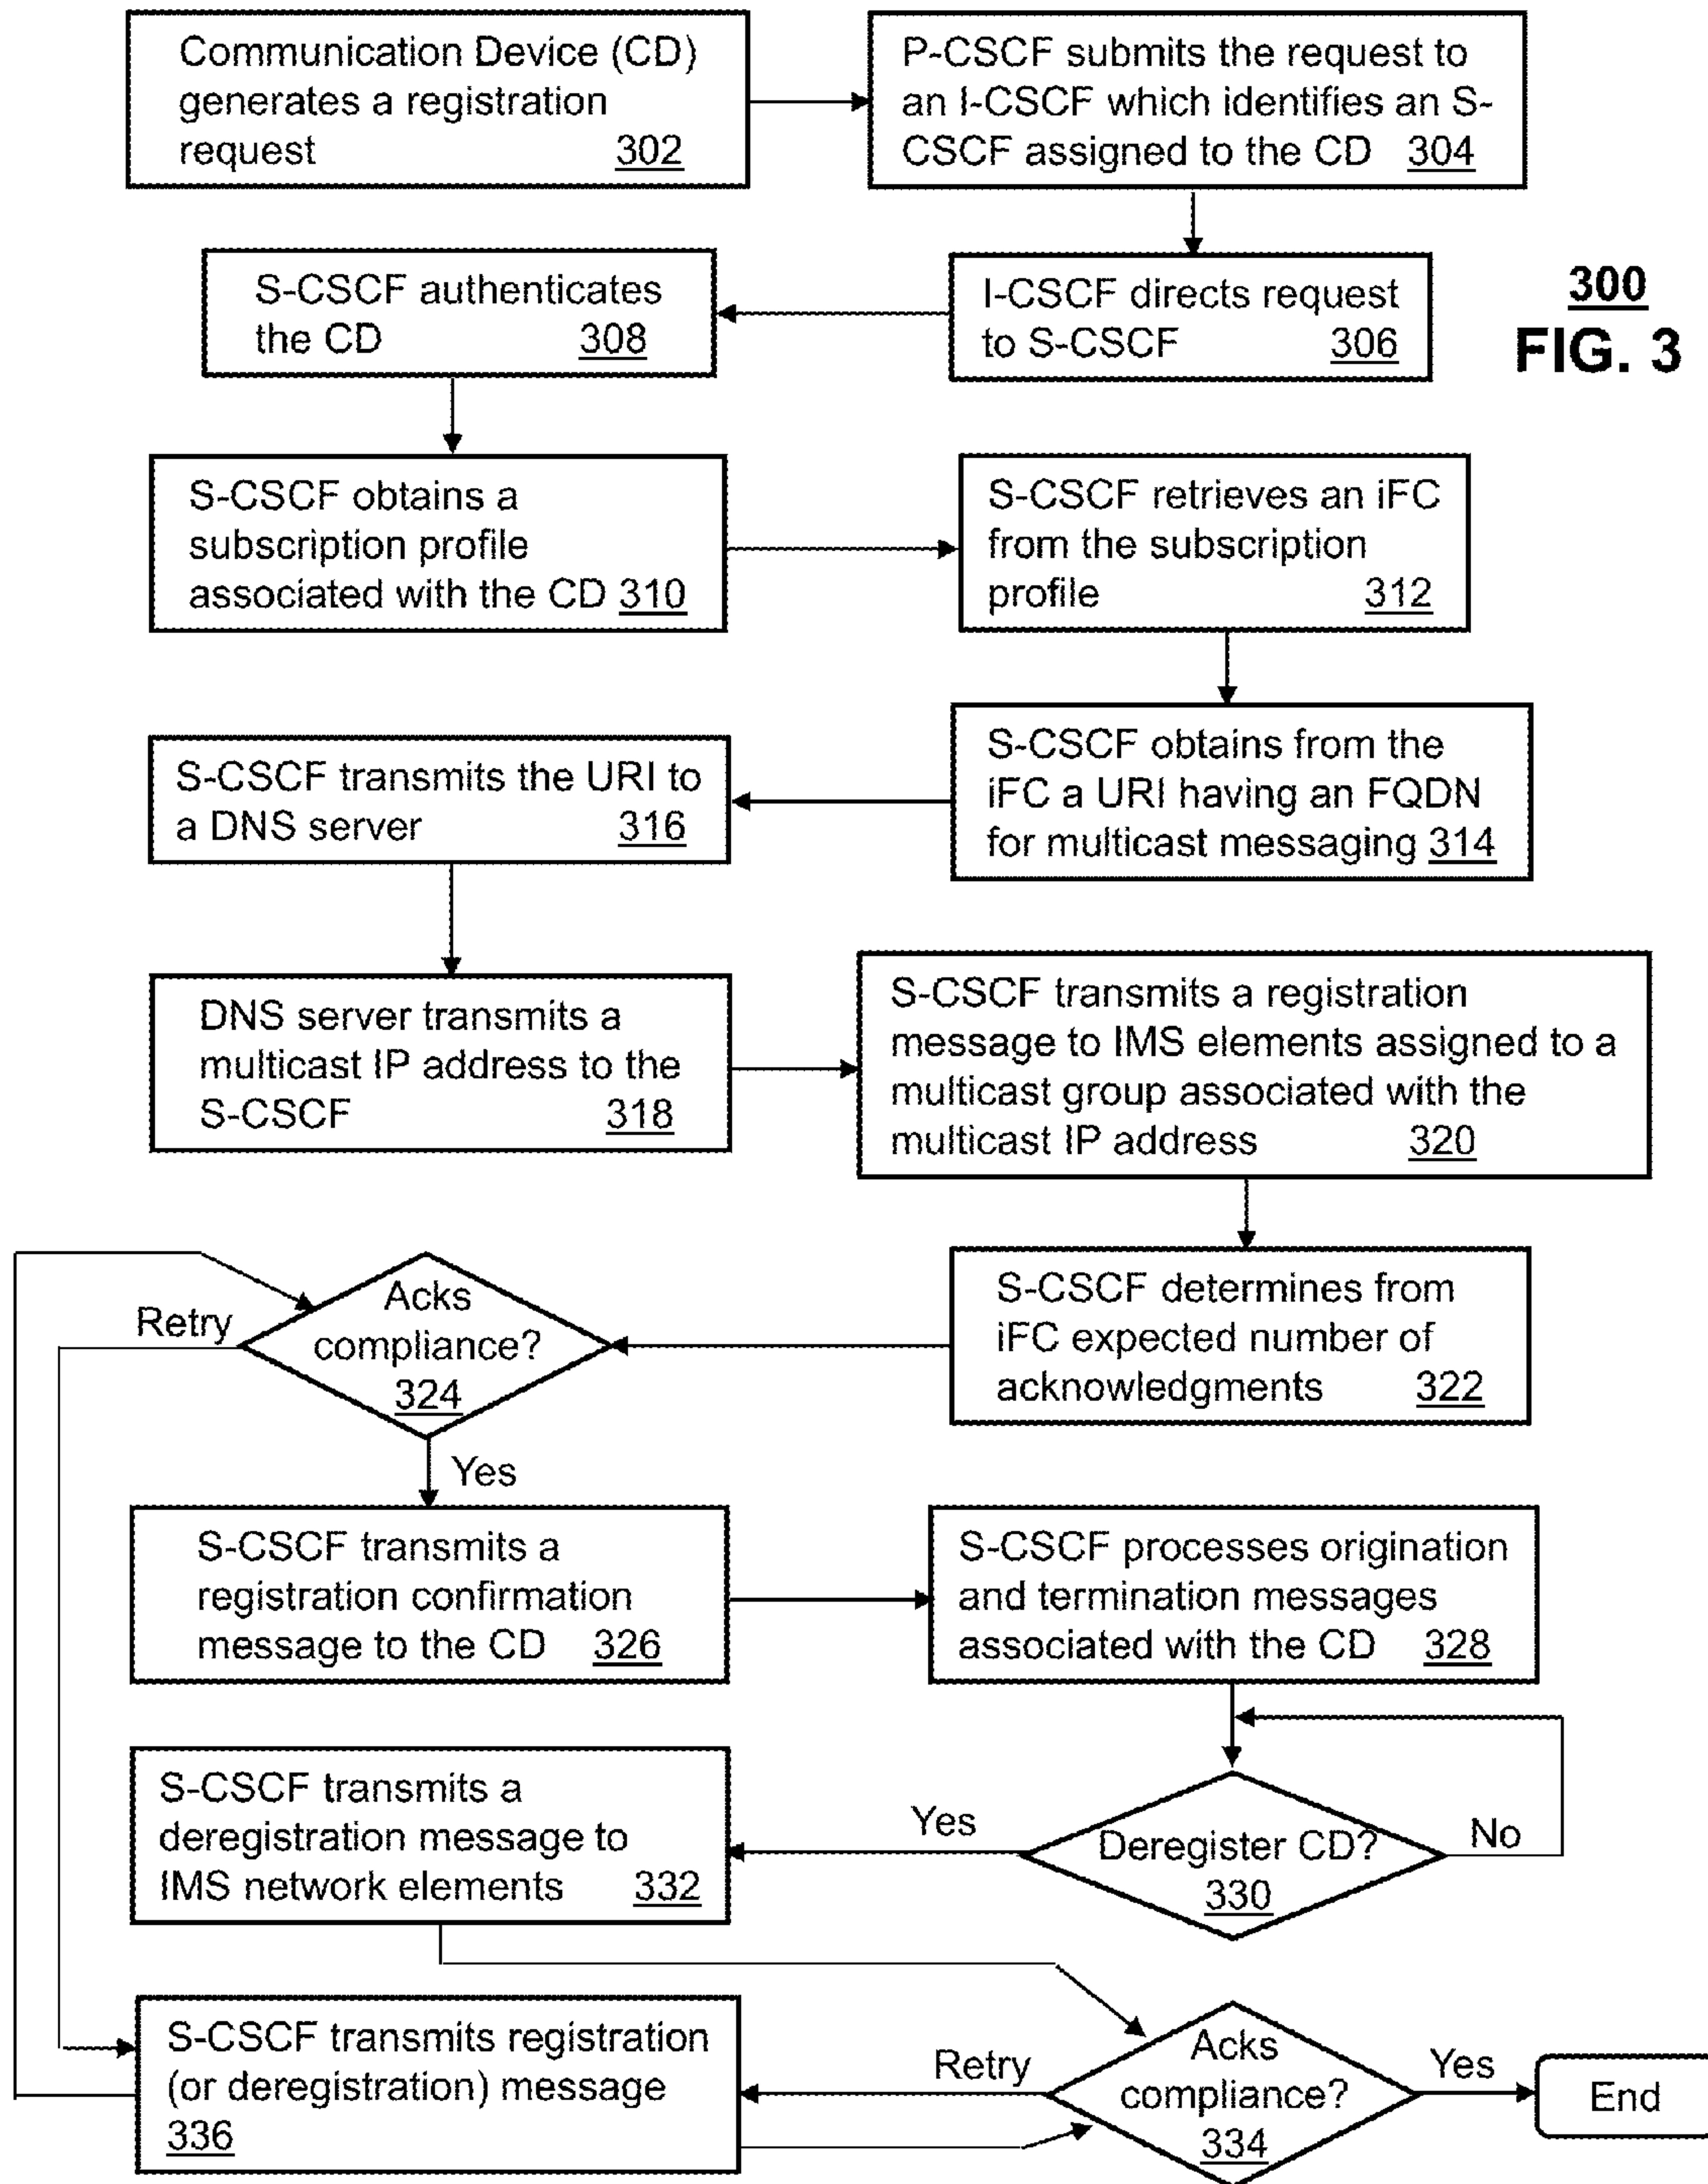 Communication Device (CD)
generates a registration
request 302
P-CSCF submits the request to
an I-CSCF which identifies an S-
CSCF assigned to the CD 304
S-CSCF authenticates
the CD 308
I-CSCF directs request
to S-CSCF 306
300
FIG. 3
S-CSCF obtains a
subscription profile
associated with the CD 310
S-CSCF retrieves an iFC
from the subscription
profile 312
S-CSCF transmits the URI to
a DNS server 316
S-CSCF obtains from the
iFC a URI having an FQDN
for multicast messaging 314
DNS server transmits a
multicast IP address to the
S-CSCF 318
S-CSCF transmits a registration
message to IMS elements assigned to a
multicast group associated with the
multicast IP address 320
Retry
Acks
compliance?
324
Yes
S-CSCF determines from
iFC expected number of
acknowledgments 322
S-CSCF transmits a
registration confirmation
message to the CD 326
S-CSCF processes origination
and termination messages
associated with the CD 328
S-CSCF transmits a
deregistration message to
IMS network elements 332
Yes
Deregister CD?
330
No
S-CSCF transmits registration
(or deregistration) message
336
Retry
Acks
compliance?
334
Yes
End